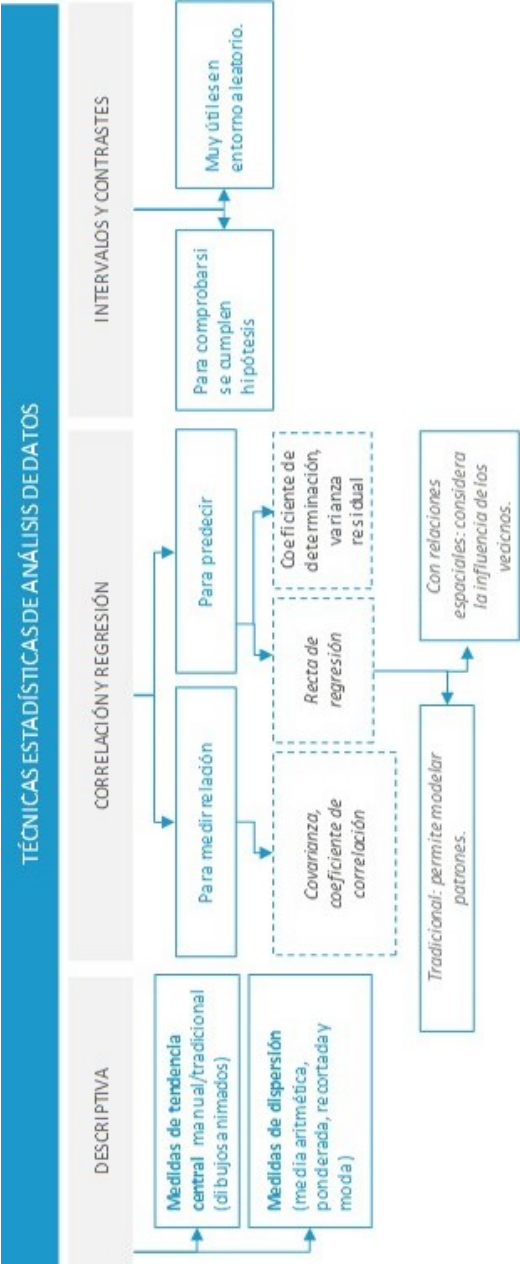 TÉCNICAS ESTADÍSTICAS DE ANÁLISIS DE DATOS
DESCRIPTIVA
Medidas de tendencia
central manual/tradicional
(dibujos animados)
Medidas de dispersión
(media aritmética,
ponderada, recortada y
moda)
CORRELACIÓN Y REGRESIÓN
Para medir relación
Covarianza,
coeficiente de
correlación
Para predecir
Recta de
regresión
Coeficiente de
determinación,
varianza
residual
Tradicional: permite modelar
patrones.
Con relaciones
espaciales: considera
la influencia de los
vecicnos.
INTERVALOS Y CONTRASTES
Para comprobar si
se cumplen
hipótesis
Muy útiles en
entorno aleatorio.